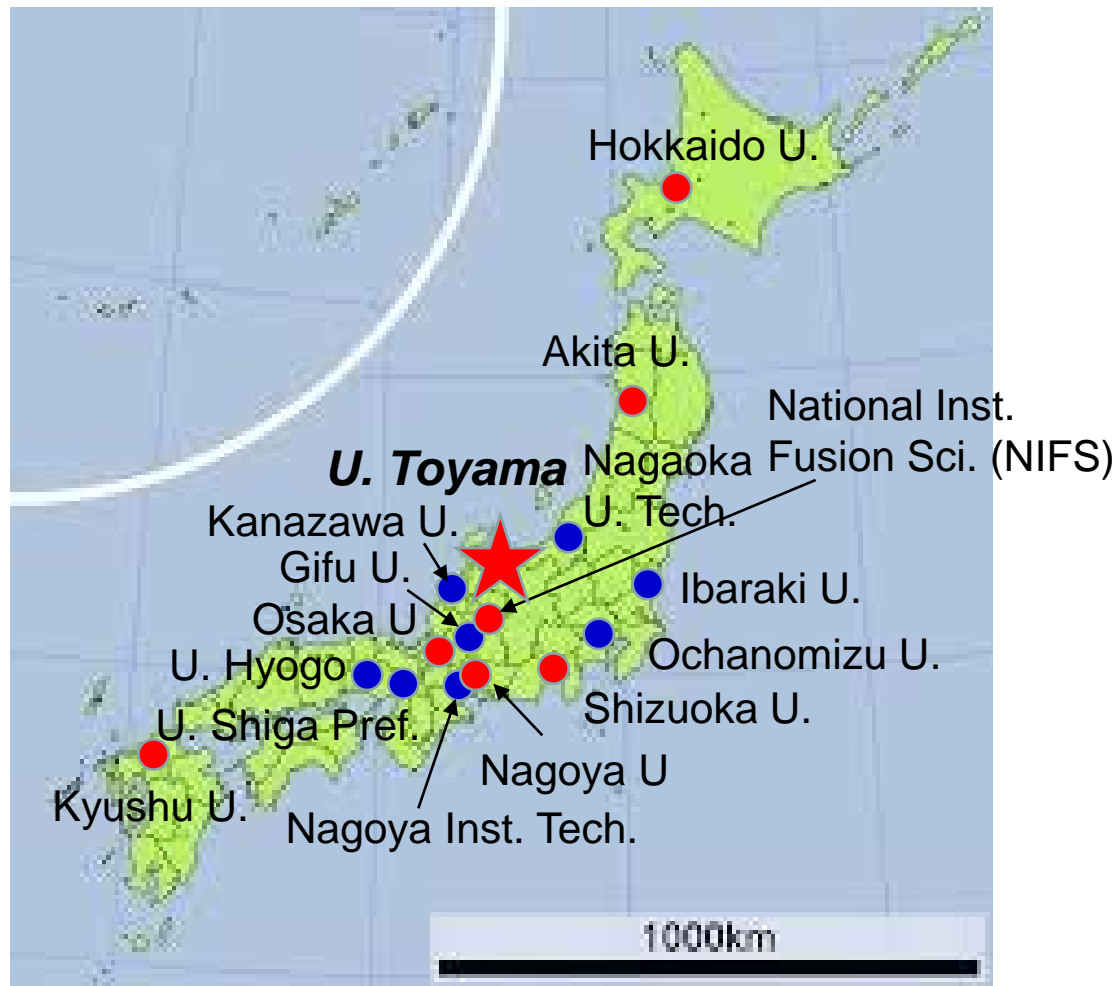 Hokkaido U.
Akita U.
National Inst.
Fusion Sci. (NIFS)
U. Toyama
Nagaoka
U. Tech.
Kanazawa U.
Gifu U.
Osaka U
Ibaraki U.
U. Hyogo
Ochanomizu U.
U. Shiga Pref.
Shizuoka U.
Nagoya U
Kyushu U.
Nagoya Inst. Tech.
1000km